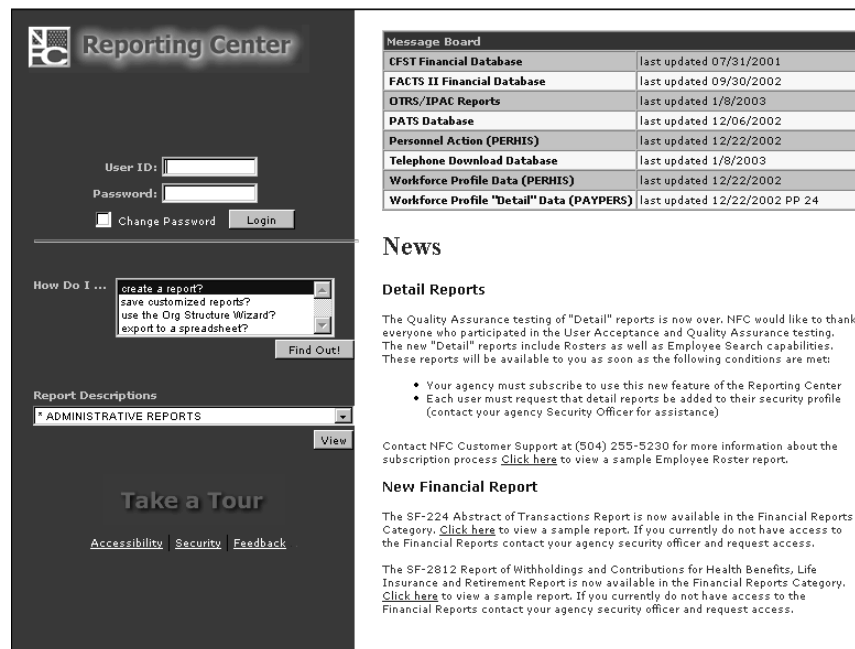 NFC
Reporting Center
User ID:
Password:
Change Password Login
How Do I ...
create a report?
save customized reports?
use the Org Structure Wizard?
export to a spreadsheet?
Find Out!
Report Descriptions
* ADMINISTRATIVE REPORTS
View
Take a Tour
Accessibility Security Feedback
Message Board
CFST Financial Database last updated 07/31/2001
FACTS II Financial Database last updated 09/30/2002
OTRS/IPAC Reports last updated 1/8/2003
PATS Database last updated 12/06/2002
Personnel Action (PERHIS) last updated 12/22/2002
Telephone Download Database last updated 1/8/2003
Workforce Profile Data (PERHIS) last updated 12/22/2002
Workforce Profile "Detail" Data (PAYPERS) last updated 12/22/2002 PP 24
News
Detail Reports
The Quality Assurance testing of "Detail" reports is now over. NFC would like to thank
everyone who participated in the User Acceptance and Quality Assurance testing.
The new "Detail" reports include Rosters as well as Employee Search capabilities.
These reports will be available to you as soon as the following conditions are met:
• Your agency must subscribe to use this new feature of the Reporting Center
• Each user must request that detail reports be added to their security profile
(contact your agency Security Officer for assistance)
Contact NFC Customer Support at (504) 255-5230 for more information about the
subscription process Click here to view a sample Employee Roster report.
New Financial Report
The SF-224 Abstract of Transactions Report is now available in the Financial Reports
Category. Click here to view a sample report. If you currently do not have access to
the Financial Reports contact your agency security officer and request access.
The SF-2812 Report of Withholdings and Contributions for Health Benefits, Life
Insurance and Retirement Report is now available in the Financial Reports Category.
Click here to view a sample report. If you currently do not have access to the
Financial Reports contact your agency security officer and request access.